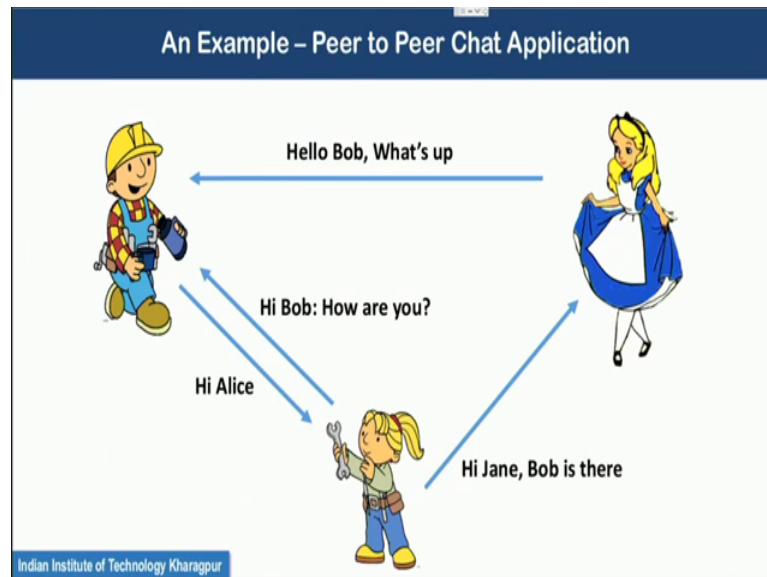 An Example – Peer to Peer Chat Application
Hello Bob, What's up
Hi Bob: How are you?
Hi Alice
Hi Jane, Bob is there
Indian Institute of Technology Kharagpur